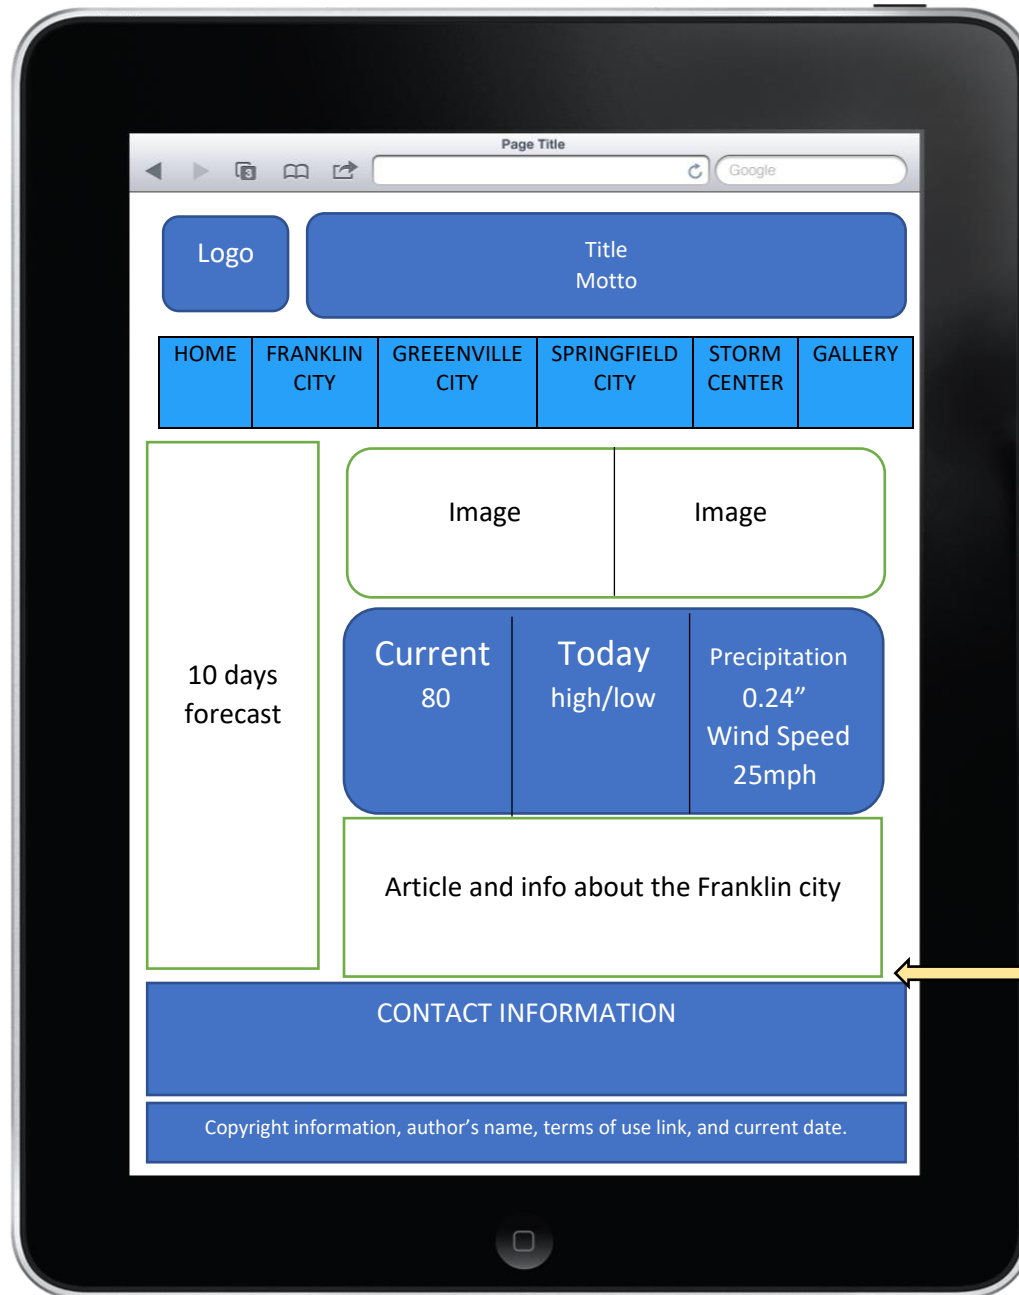 Page Title
3
Google
Logo
Title
Motto
HOME
FRANKLIN
CITY
GREEENVILLE
CITY
SPRINGFIELD
CITY
STORM
CENTER
GALLERY
10 days
forecast
Image
Image
Current
80
Today
high/low
Precipitation
0.24”
Wind Speed
25mph
Article and info about the Franklin city
CONTACT INFORMATION
Copyright information, author’s name, terms of use link, and current date.